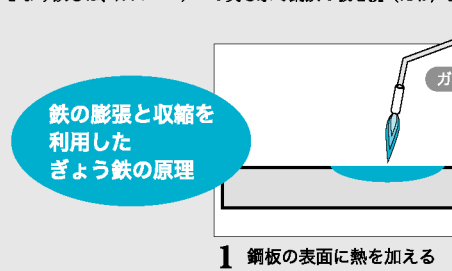 ガ
鉄の膨張と収縮を
利用した
ぎょう鉄の原理
1 鋼板の表面に熱を加える